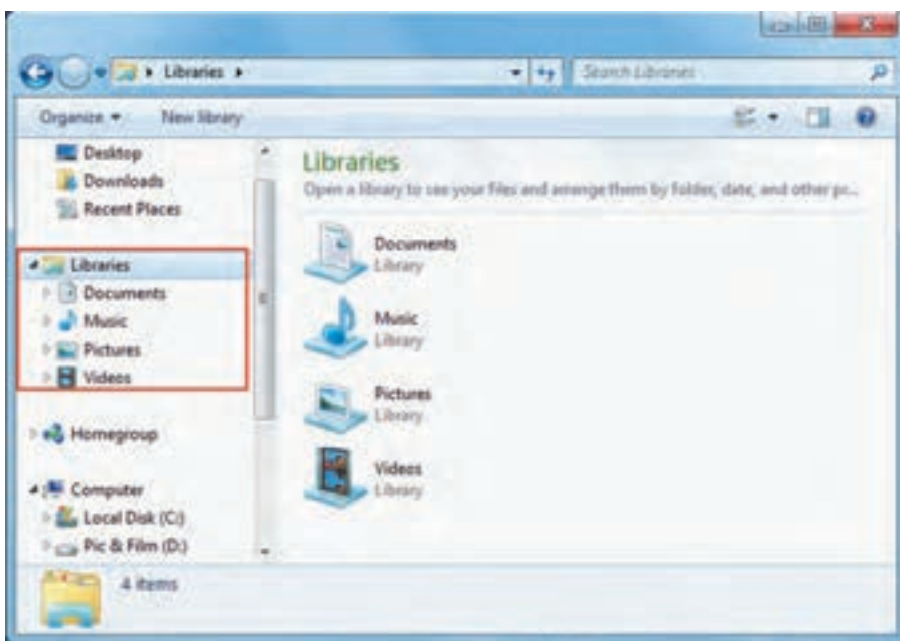 Libraries
Search Libraries
Organize
New library
Desktop
Downloads
Recent Places
Libraries
Documents
Music
Pictures
Videos
Homegroup
Computer
Local Disk (C:)
Pic & Film (D:)
Libraries
Open a library to see your files and arrange them by folder, date, and other pr...
Documents
Library
Music
Library
Pictures
Library
Videos
Library
4 items